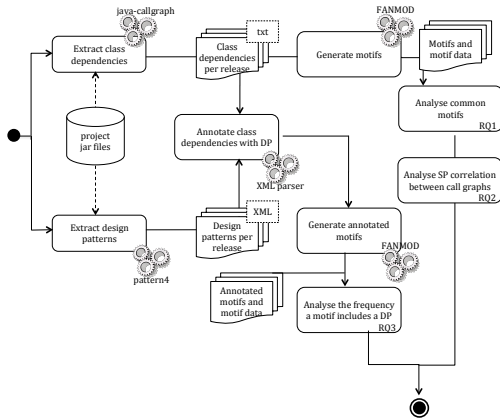 java-callgraph
Extract class
dependencies
txt
Class
dependencies
per release
FANMOD
Generate motifs
Motifs and
motif data
project
jar files
Annotate class
dependencies with DP
XML parser
Analyse common
motifs
RQ1
Analyse SP correlation
between call graphs
RQ2
Extract design
patterns
pattern4
XML
Design
patterns per
release
Generate annotated
motifs
FANMOD
Annotated
motifs and
motif data
Analyse the frequency
a motif includes a DP
RQ3